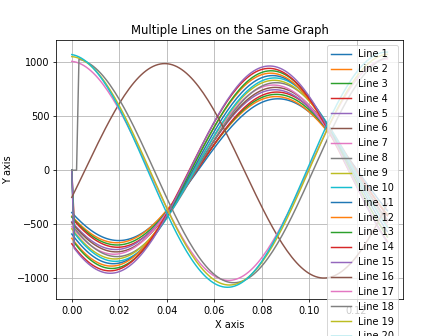 Multiple Lines on the Same Graph
1000
500
0
−500
−1000
Y axis
0.00
0.02
0.04
0.06
0.08
0.10
X axis
Line 1
Line 2
Line 3
Line 4
Line 5
Line 6
Line 7
Line 8
Line 9
Line 10
Line 11
Line 12
Line 13
Line 14
Line 15
Line 16
Line 17
Line 18
Line 19
Line 20